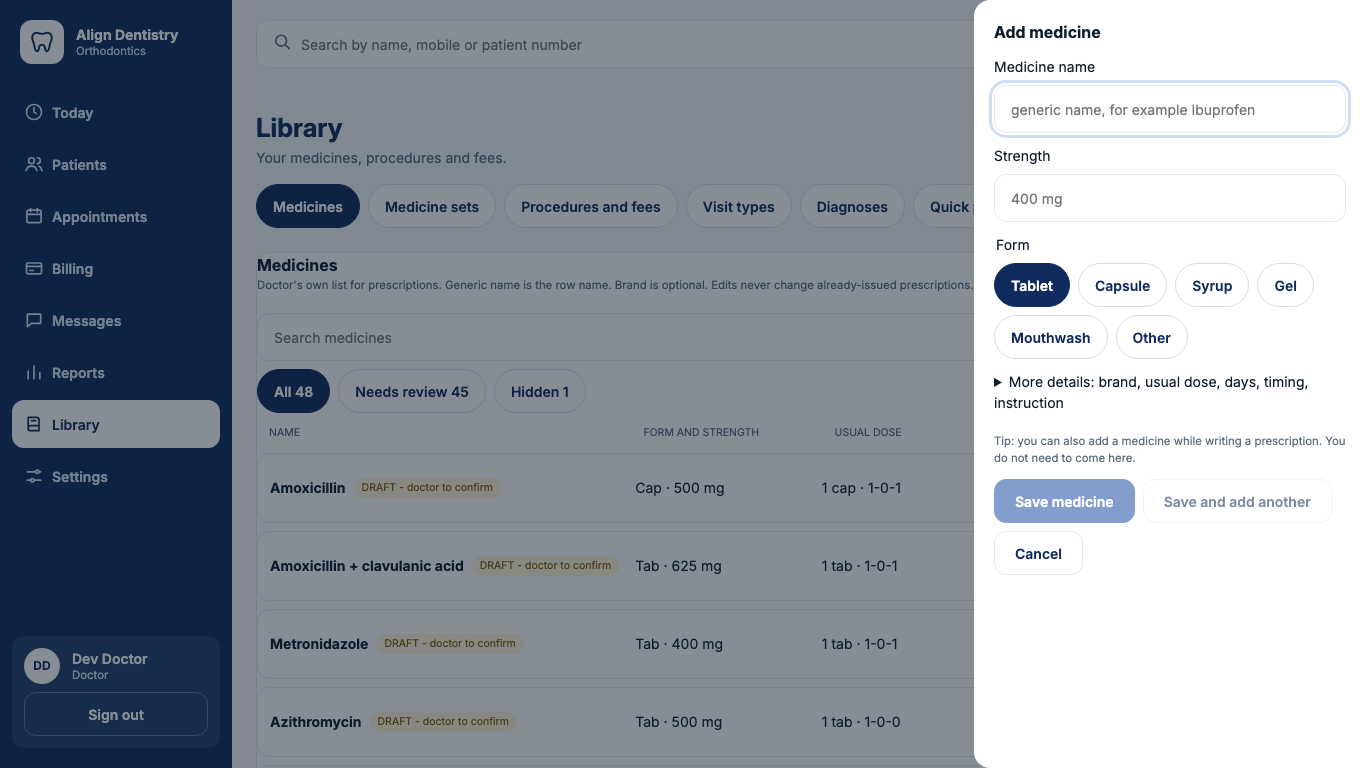 Align Dentistry
Orthodontics
Today
Patients
Appointments
Billing
Messages
Reports
Library
Settings
DD
Dev Doctor
Doctor
Sign out
Search by name, mobile or patient number
Library
Your medicines, procedures and fees.
Medicines
Medicine sets
Procedures and fees
Visit types
Diagnoses
Quick
Medicines
Doctor's own list for prescriptions. Generic name is the row name. Brand is optional. Edits never change already-issued prescriptions.
Search medicines
All 48
Needs review 45
Hidden 1
NAME FORM AND STRENGTH USUAL DOSE
Amoxicillin DRAFT - doctor to confirm Cap · 500 mg 1 cap · 1-0-1
Amoxicillin + clavulanic acid DRAFT - doctor to confirm Tab · 625 mg 1 tab · 1-0-1
Metronidazole DRAFT - doctor to confirm Tab · 400 mg 1 tab · 1-0-1
Azithromycin DRAFT - doctor to confirm Tab · 500 mg 1 tab · 1-0-0
Add medicine
Medicine name
generic name, for example Ibuprofen
Strength
400 mg
Form
Tablet
Capsule
Syrup
Gel
Mouthwash
Other
More details: brand, usual dose, days, timing,
instruction
Tip: you can also add a medicine while writing a prescription. You
do not need to come here.
Save medicine
Save and add another
Cancel